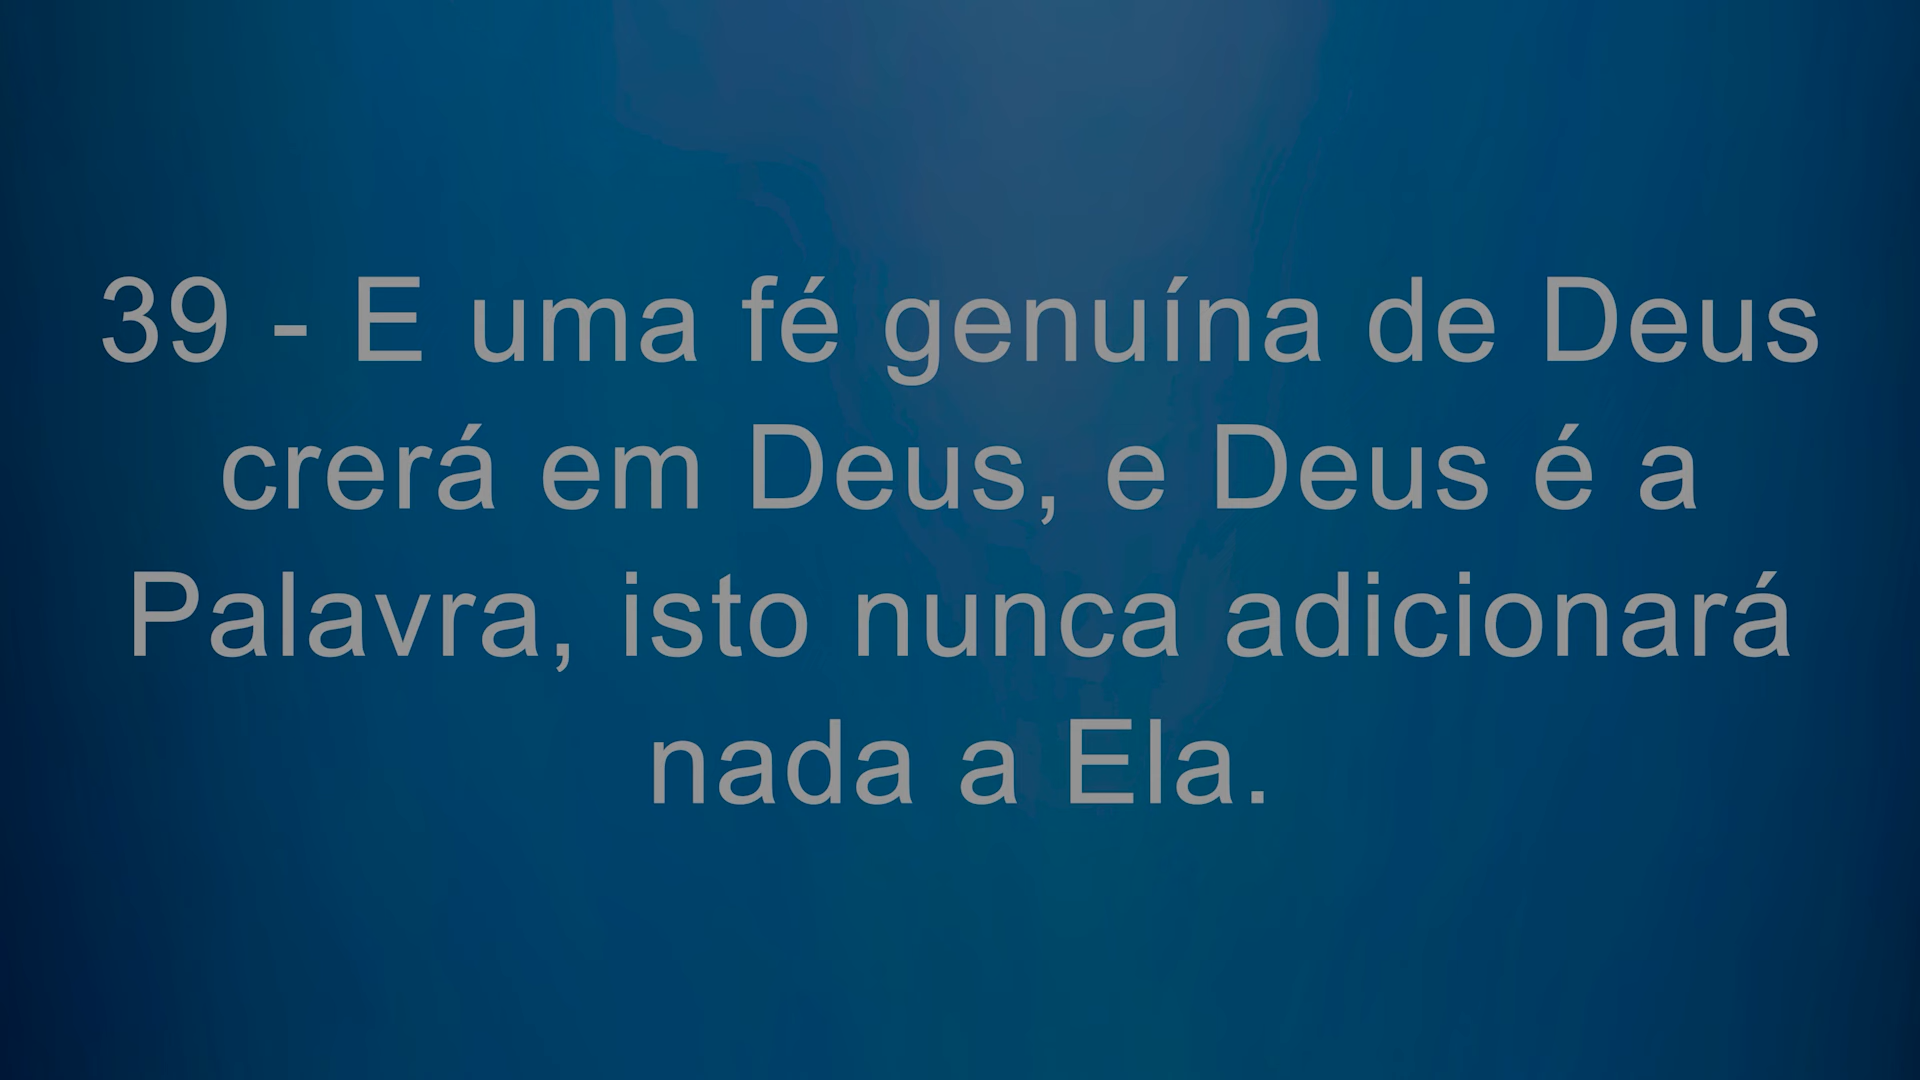 39 - E uma fé genuína de Deus
crerá em Deus, e Deus é a
Palavra, isto nunca adicionará
nada a Ela.